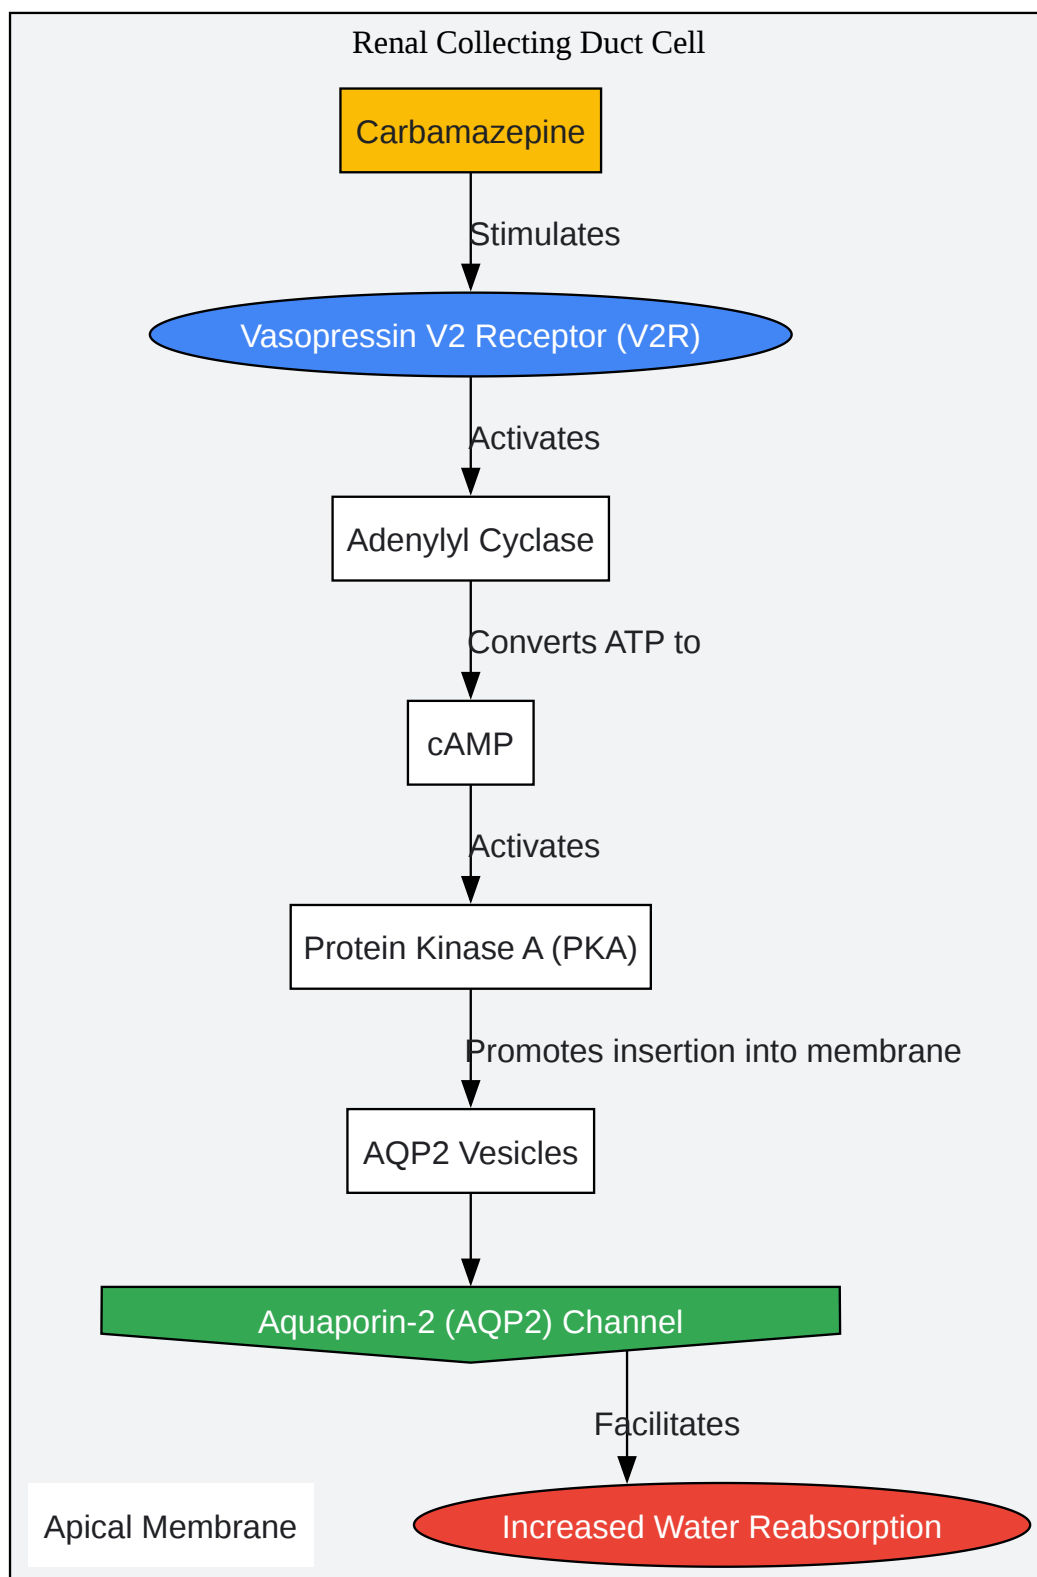 Renal Collecting Duct Cell
Carbamazepine
Stimulates
Vasopressin V2 Receptor (V2R)
Activates
Adenylyl Cyclase
Converts ATP to
cAMP
Activates
Protein Kinase A (PKA)
Promotes insertion into membrane
AQP2 Vesicles
Aquaporin-2 (AQP2) Channel
Facilitates
Apical Membrane
Increased Water Reabsorption